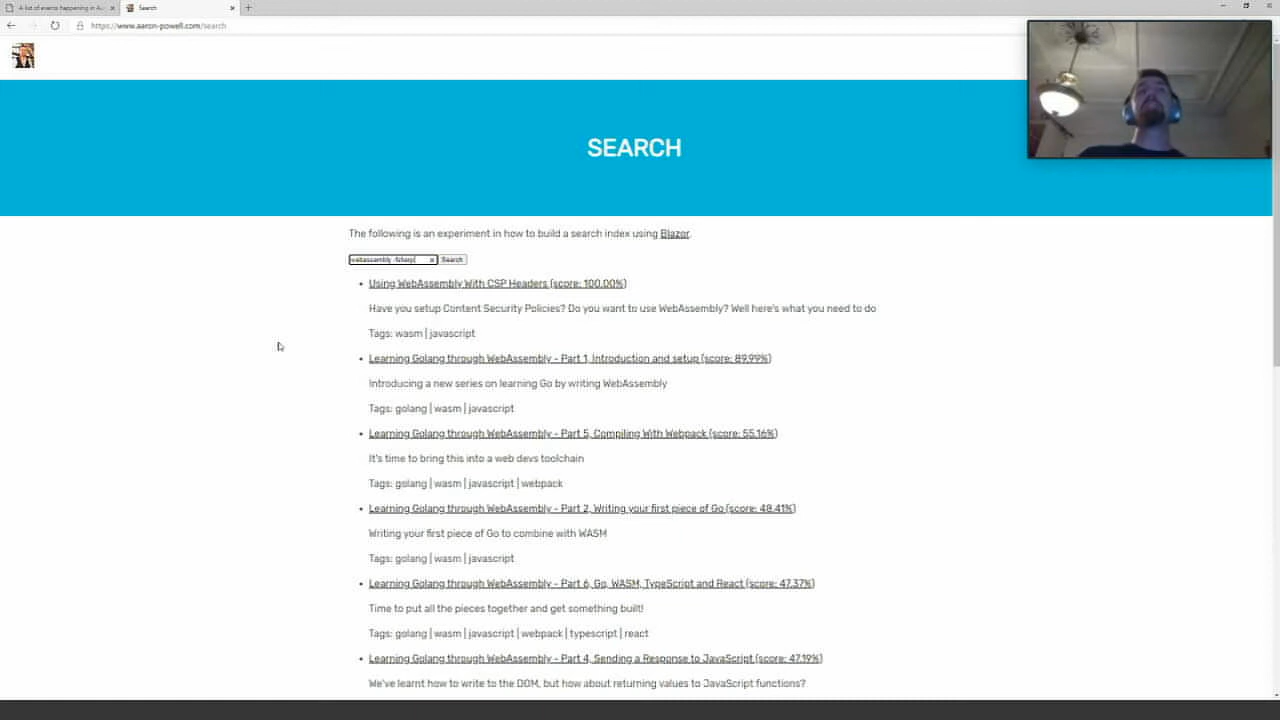 A list of events happening in Au
Search
https://www.aaron-powell.com/search
SEARCH
The following is an experiment in how to build a search index using Blazor.
webassembly
Search
Using WebAssembly With CSP Headers (score: 100.00%)
Have you setup Content Security Policies? Do you want to use WebAssembly? Well here's what you need to do
Tags: wasm | javascript
Learning Golang through WebAssembly - Part 1, Introduction and setup (score: 89.99%)
Introducing a new series on learning Go by writing WebAssembly
Tags: golang | wasm | javascript
Learning Golang through WebAssembly - Part 5, Compiling With Webpack (score: 55.16%)
It's time to bring this into a web devs toolchain
Tags: golang | wasm | javascript | webpack
Learning Golang through WebAssembly - Part 2, Writing your first piece of Go (score: 48.41%)
Writing your first piece of Go to combine with WASM
Tags: golang | wasm | javascript
Learning Golang through WebAssembly - Part 6, Go, WASM, TypeScript and React (score: 47.37%)
Time to put all the pieces together and get something built!
Tags: golang | wasm | javascript | webpack | typescript | react
Learning Golang through WebAssembly - Part 4, Sending a Response to JavaScript (score: 47.19%)
We've learnt how to write to the DOM, but how about returning values to JavaScript functions?